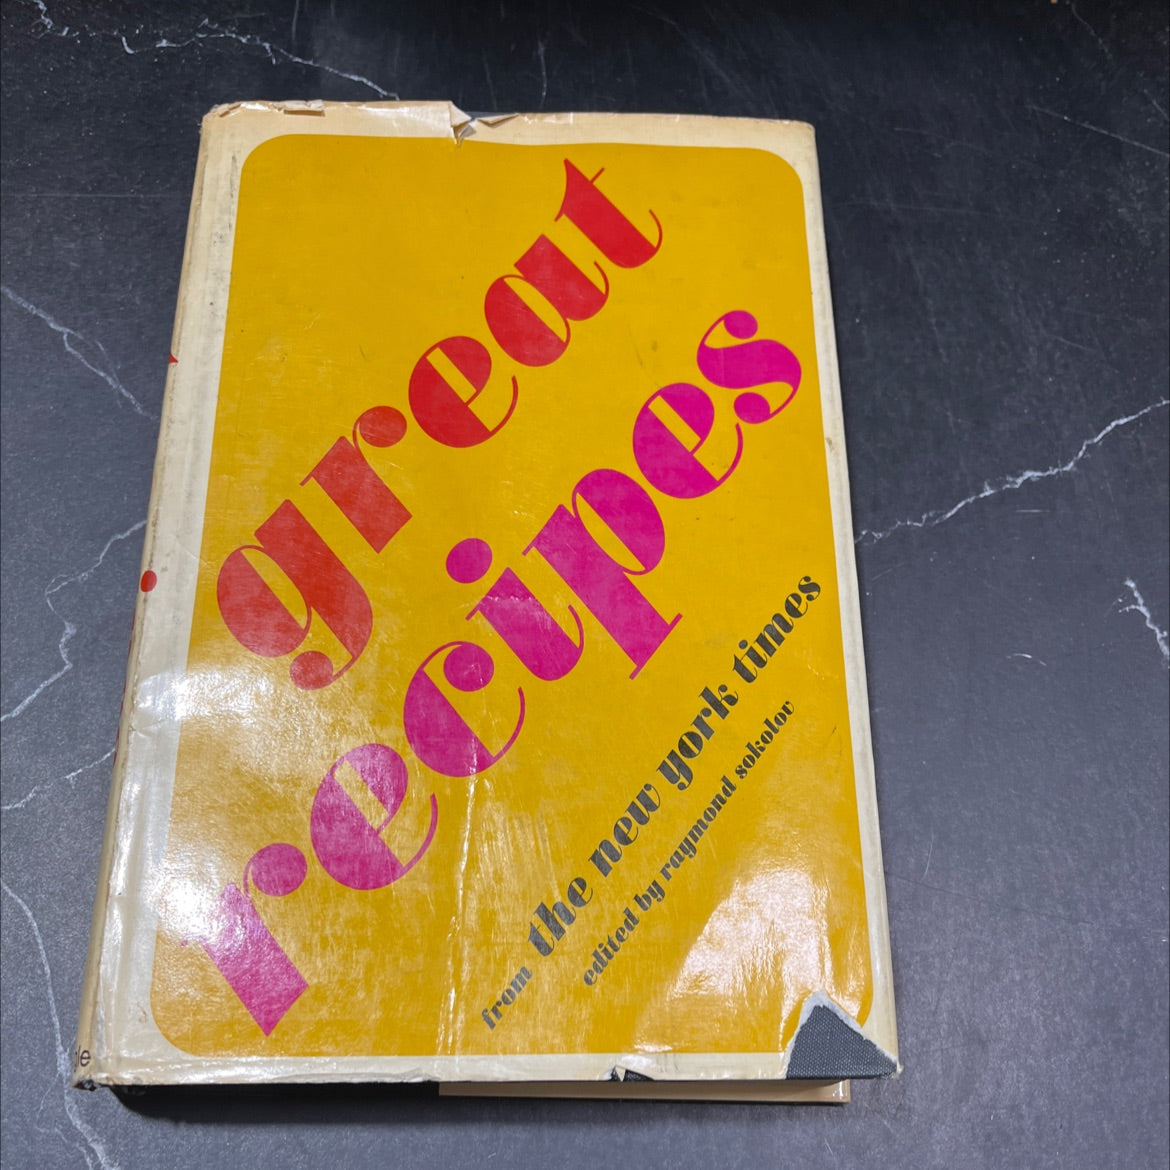 great
recipes
from the new york times
edited by raymond sokolov